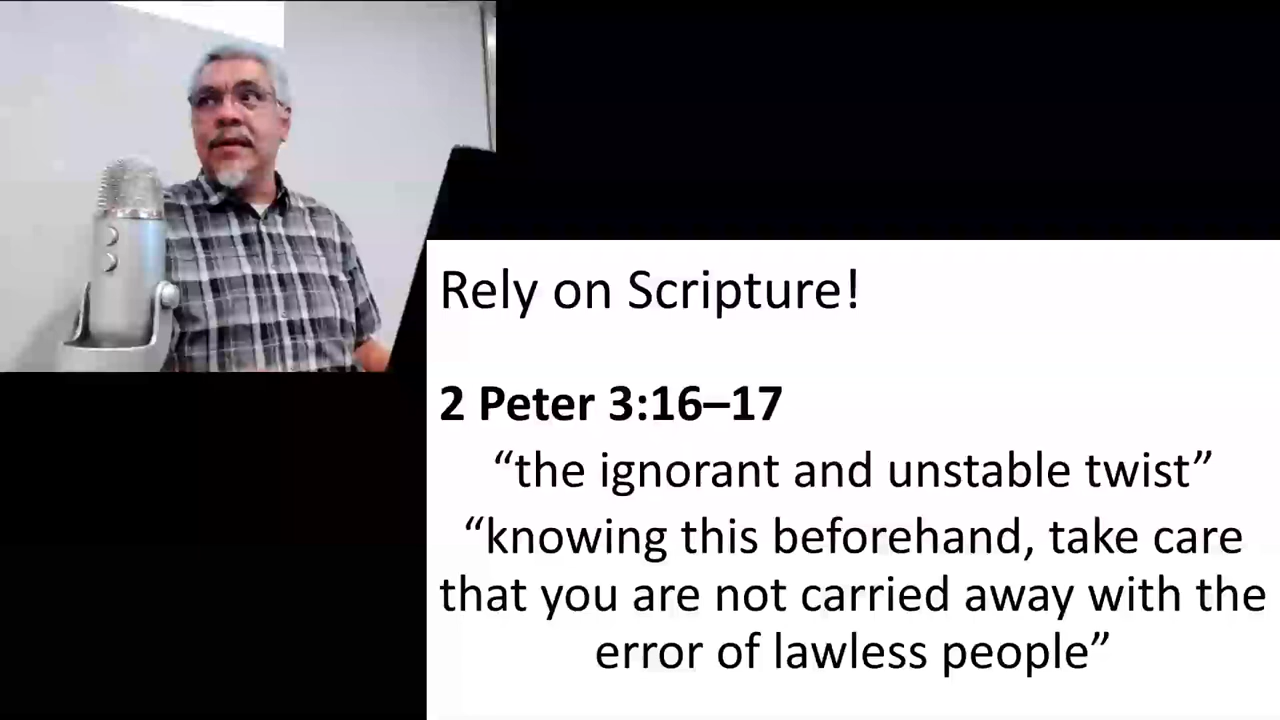 Rely on Scripture!
2 Peter 3:16–17
“the ignorant and unstable twist”
“knowing this beforehand, take care
that you are not carried away with the
error of lawless people”